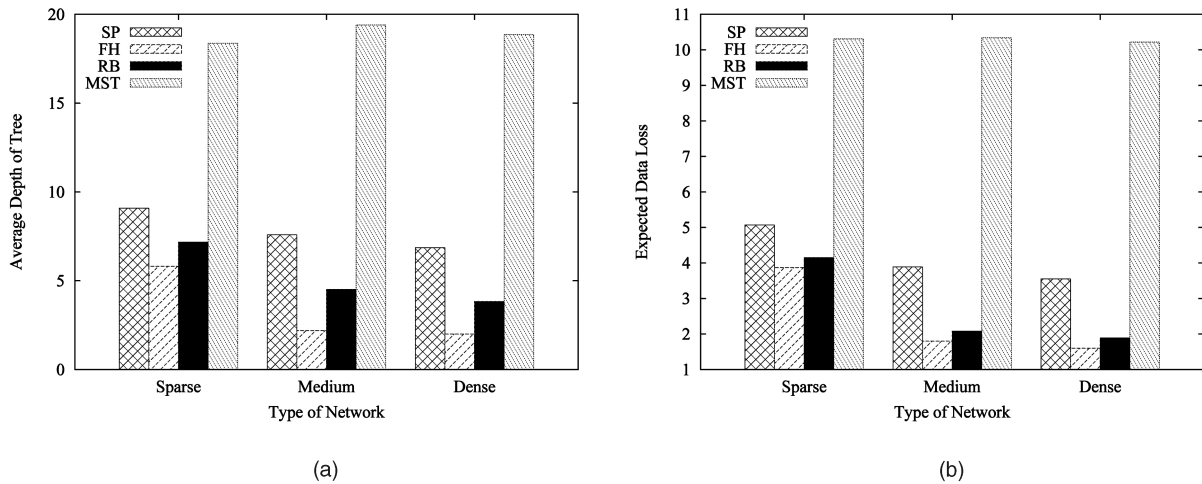 20
15
10
5
0
Average Depth of Tree
SP
FH
RB
MST
Sparse
Medium
Dense
Type of Network
(a)
11
10
9
8
7
6
5
4
3
2
1
Expected Data Loss
SP
FH
RB
MST
Sparse
Medium
Dense
Type of Network
(b)